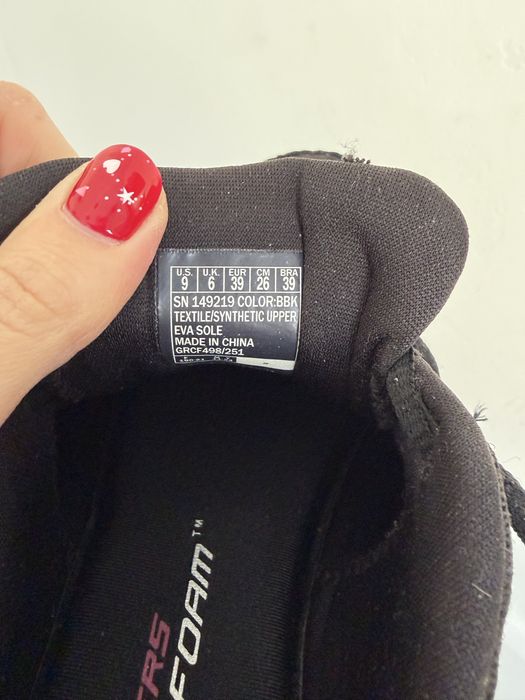 U.S. U.K. EUR CM BRA
9 6 39 26 39
SN 149219 COLOR:BBK
TEXTILE/SYNTHETIC UPPER
EVA SOLE
MADE IN CHINA
GRCF498/251
FOAM™